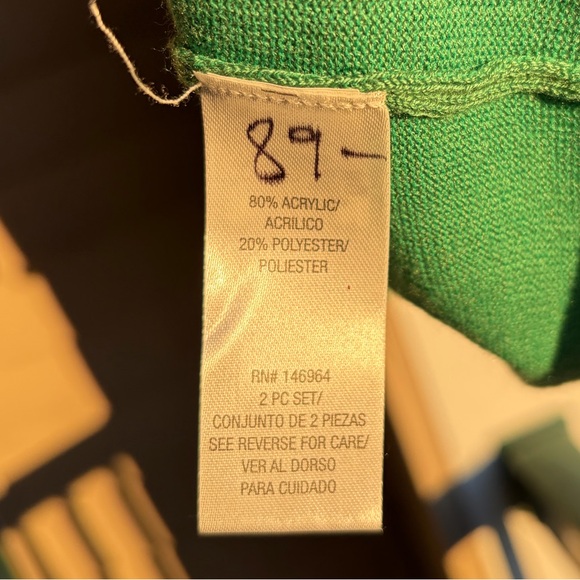 89-
80% ACRYLIC/
ACRILICO
20% POLYESTER/
POLIESTER
RN# 146964
2 PC SET/
CONJUNTO DE 2 PIEZAS
SEE REVERSE FOR CARE/
VER AL DORSO
PARA CUIDADO